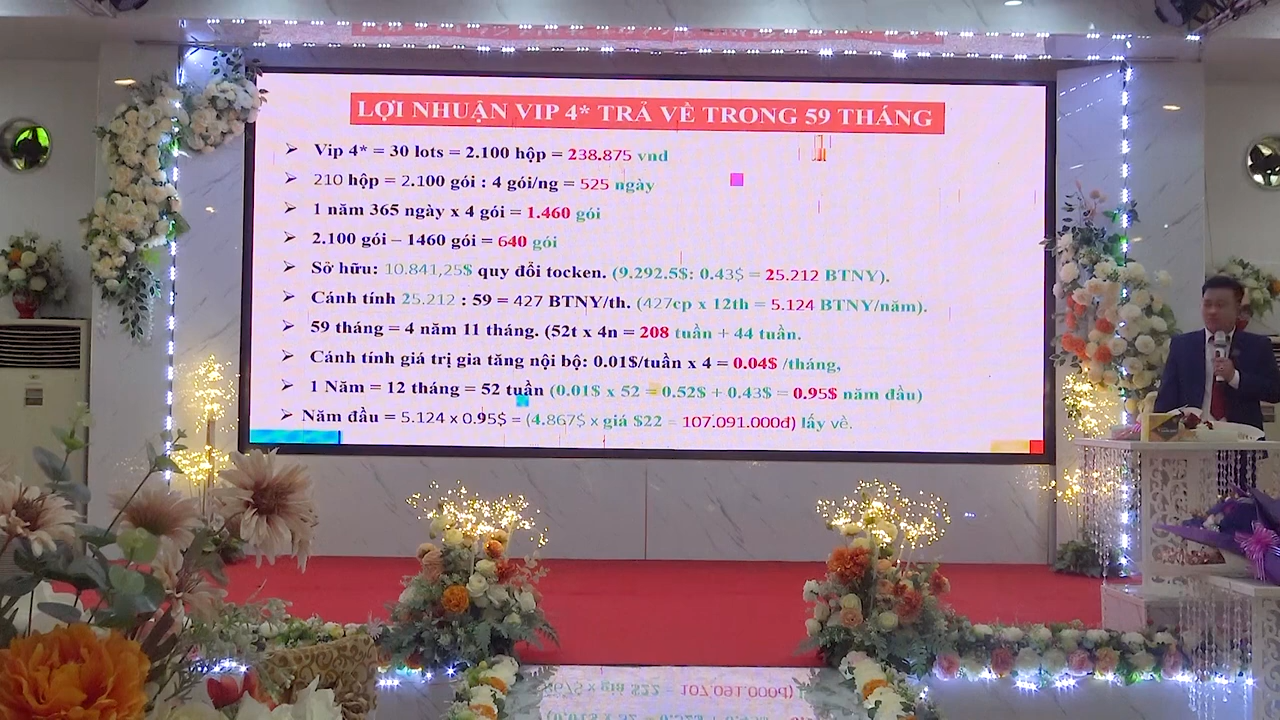 LỢI NHUẬN VIP 4* TRẢ VỀ TRONG 59 THÁNG
➢ Vip 4* = 30 lots = 2.100 hộp = 238.875 vnd
➢ 210 hộp = 2.100 gói : 4 gói/ng = 525 ngày
➢ 1 năm 365 ngày x 4 gói = 1.460 gói
➢ 2.100 gói – 1460 gói = 640 gói
➢ Sở hữu: 10.841,25$ quy đổi tocken. (9.292.5$: 0.43$ = 25.212 BTNY).
➢ Cánh tính 25.212 : 59 = 427 BTNY/th. (427cp x 12th = 5.124 BTNY/năm).
➢ 59 tháng = 4 năm 11 tháng. (52t x 4n = 208 tuần + 44 tuần.
➢ Cánh tính giá trị gia tăng nội bộ: 0.01$/tuần x 4 = 0.04$ /tháng,
➢ 1 Năm = 12 tháng = 52 tuần (0.01$ x 52 = 0.52$ + 0.43$ = 0.95$ năm đầu)
➢ Năm đầu = 5.124 x 0.95$ = (4.867$ x giá $22 = 107.091.000đ) lấy về.